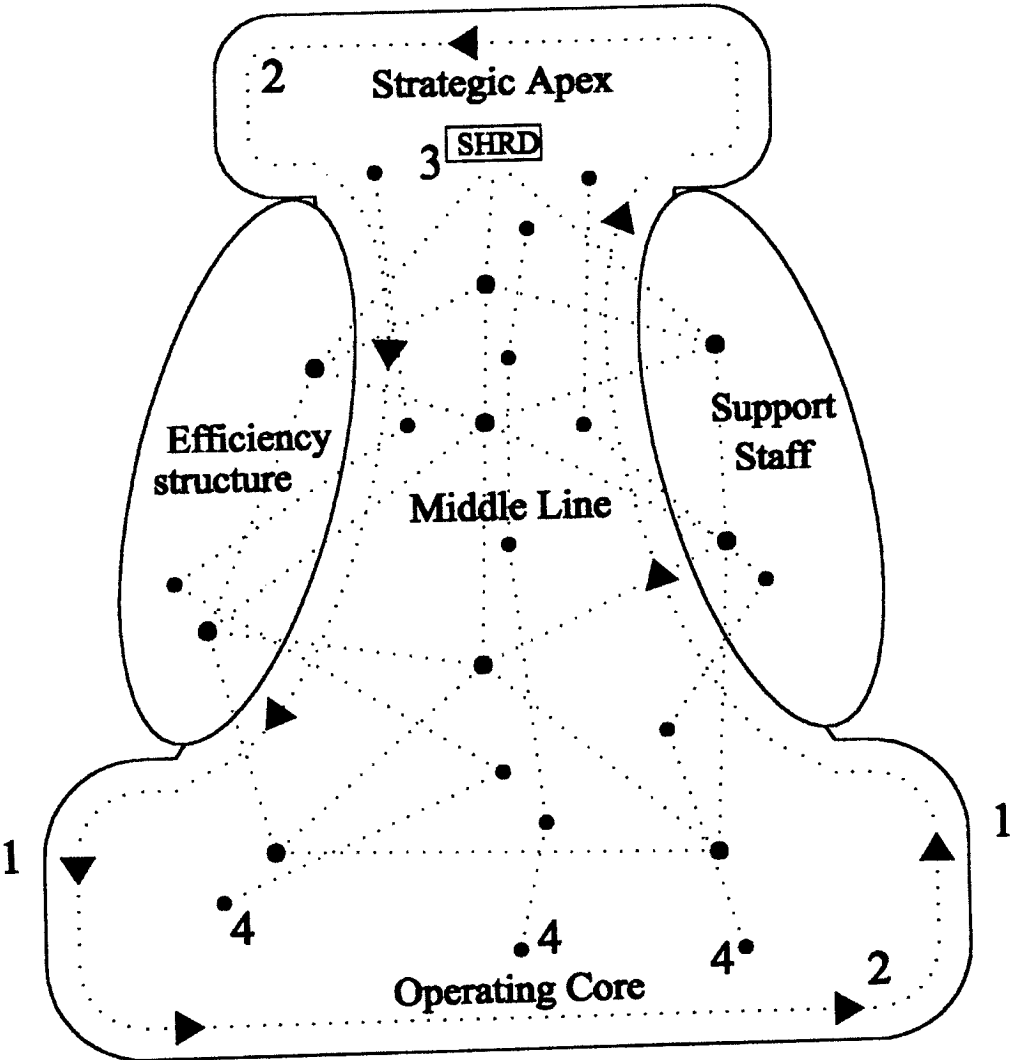 2
Strategic Apex
3 SHRD
Efficiency
structure
Support
Staff
Middle Line
1
1
4
4
4
2
Operating Core